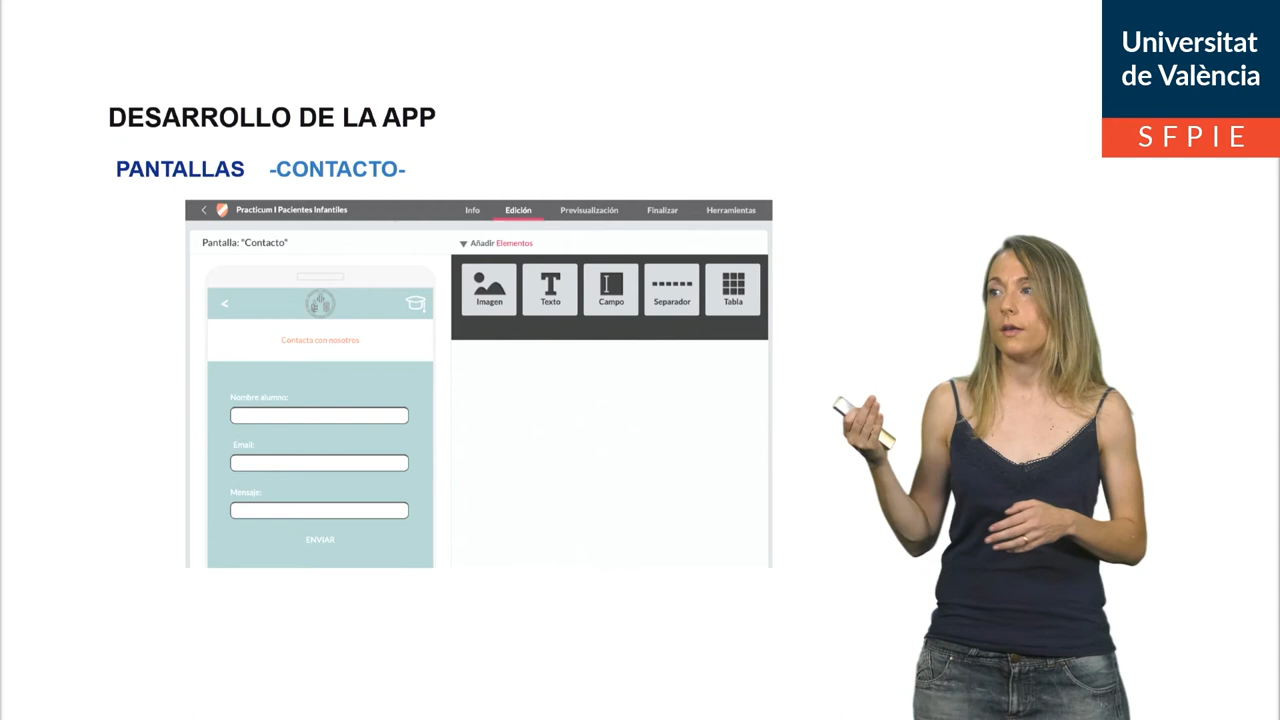 Universitat
de València
SFPIE
DESARROLLO DE LA APP
PANTALLAS -CONTACTO-
Practicum I Pacientes Infantiles
Info Edición Previsualización Finalizar Herramientas
Pantalla: "Contacto"
Añadir Elementos
Imagen Texto Campo Separador Tabla
<
Contacta con nosotros
Nombre alumno:
Email:
Mensaje:
ENVIAR